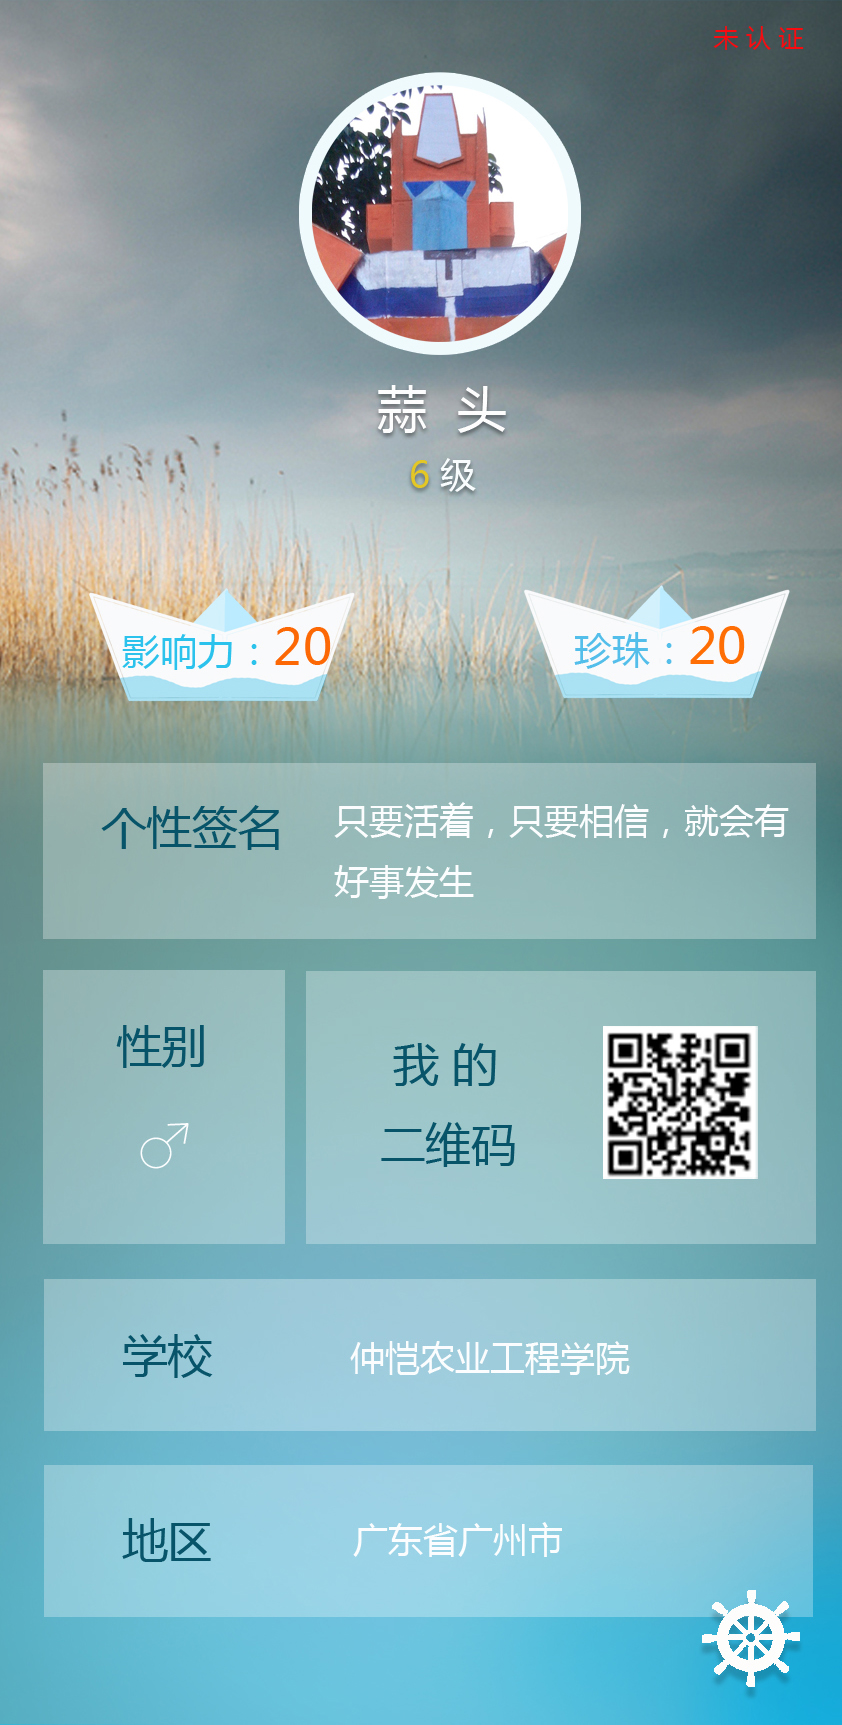 未认证
蒜头
6级
影响力：20
珍珠：20
个性签名
只要活着，只要相信，就会有
好事发生
性别
♂
我的
二维码
学校
仲恺农业工程学院
地区
广东省广州市